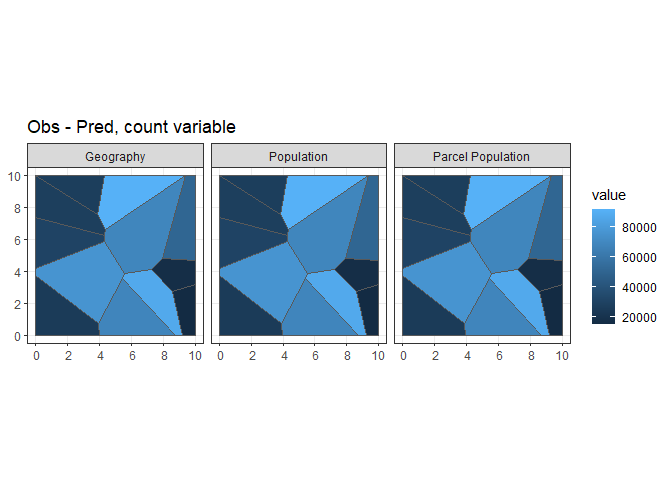 Obs - Pred, count variable
Geography Population Parcel Population
10
8
6
4
2
0
0 2 4 6 8 10 0 2 4 6 8 10 0 2 4 6 8 10
value
80000
60000
40000
20000